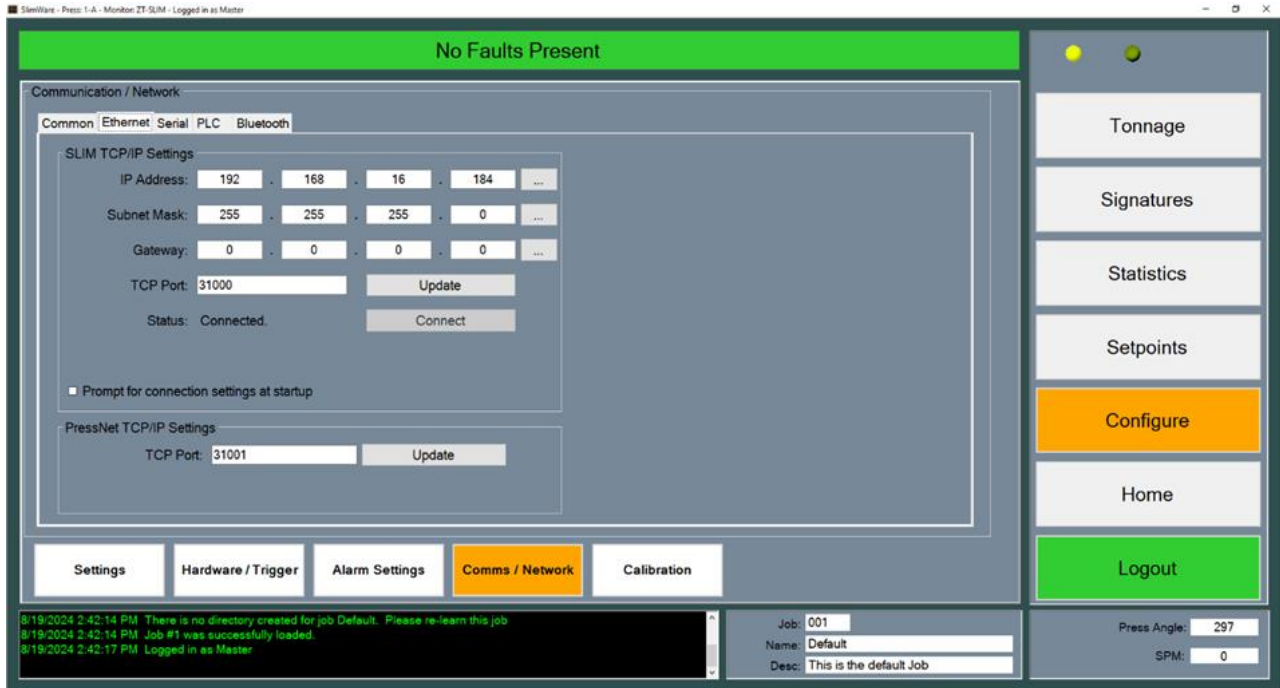 SlimWare - Press: 1-A - Monitor: ZT-SLIM - Logged in as Master
No Faults Present
Communication / Network
Common Ethernet Serial PLC Bluetooth
SLIM TCP/IP Settings
IP Address: 192 . 168 . 16 . 184 ...
Subnet Mask: 255 . 255 . 255 . 0 ...
Gateway: 0 . 0 . 0 . 0 ...
TCP Port: 31000 Update
Status: Connected. Connect
Prompt for connection settings at startup
PressNet TCP/IP Settings
TCP Port: 31001 Update
Settings Hardware / Trigger Alarm Settings Comms / Network Calibration
Tonnage
Signatures
Statistics
Setpoints
Configure
Home
Logout
8/19/2024 2:42:14 PM There is no directory created for job Default. Please re-learn this job
8/19/2024 2:42:14 PM Job #1 was successfully loaded.
8/19/2024 2:42:17 PM Logged in as Master
Job: 001
Name: Default
Desc: This is the default Job
Press Angle: 297
SPM: 0